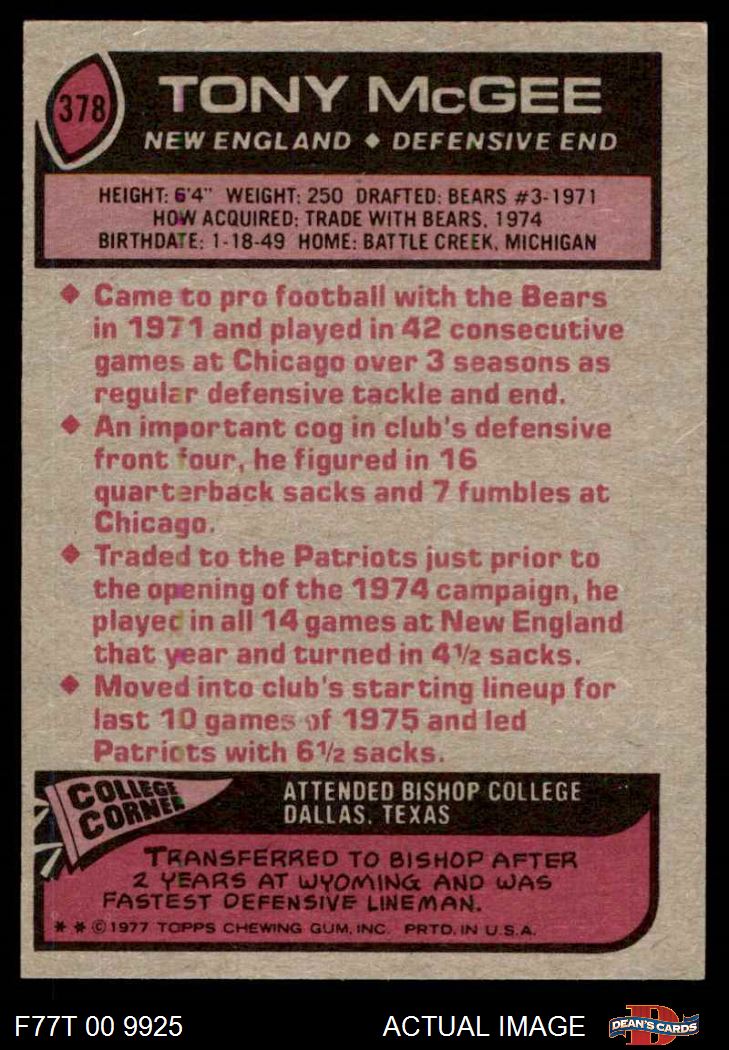 378
TONY McGEE
NEW ENGLAND ◆ DEFENSIVE END
HEIGHT: 6'4" WEIGHT: 250 DRAFTED: BEARS #3-1971
HOW ACQUIRED: TRADE WITH BEARS, 1974
BIRTHDATE: 1-18-49 HOME: BATTLE CREEK, MICHIGAN
◆ Came to pro football with the Bears
in 1971 and played in 42 consecutive
games at Chicago over 3 seasons as
regular defensive tackle and end.
◆ An important cog in club's defensive
front four, he figured in 16
quarterback sacks and 7 fumbles at
Chicago.
◆ Traded to the Patriots just prior to
the opening of the 1974 campaign, he
played in all 14 games at New England
that year and turned in 4½ sacks.
◆ Moved into club's starting lineup for
last 10 games of 1975 and led
Patriots with 6½ sacks.
COLLEGE
CORNER
ATTENDED BISHOP COLLEGE
DALLAS, TEXAS
TRANSFERRED TO BISHOP AFTER
2 YEARS AT WYOMING AND WAS
FASTEST DEFENSIVE LINEMAN.
* * © 1977 TOPPS CHEWING GUM, INC. PRTD. IN U.S.A.
F77T 00 9925
ACTUAL IMAGE
D
DEAN'S CARDS